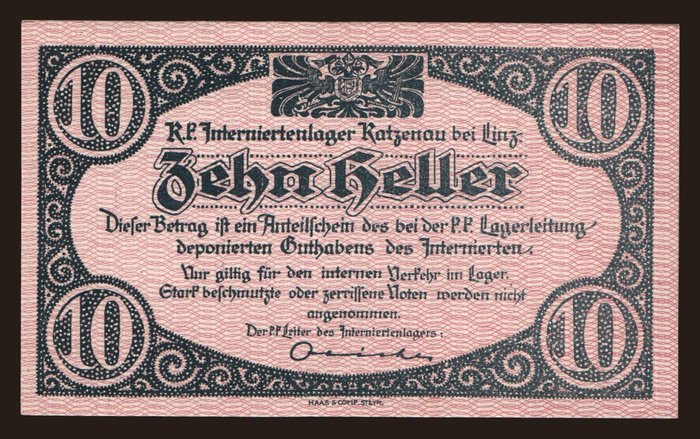 10 10
K.k. Interniertenlager Katzenau bei Linz.
Zehn Heller
Dieser Betrag ist ein Anteilschein des bei der k.k. Lagerleitung
deponierten Guthabens des Internierten.
Nur giltig für den internen Verkehr im Lager.
Stark beschmutzte oder zerrissene Noten werden nicht
angenommen.
Der k.k. Leiter des Interniertenlagers:
10 10
HAAS & COMP. STEYR.